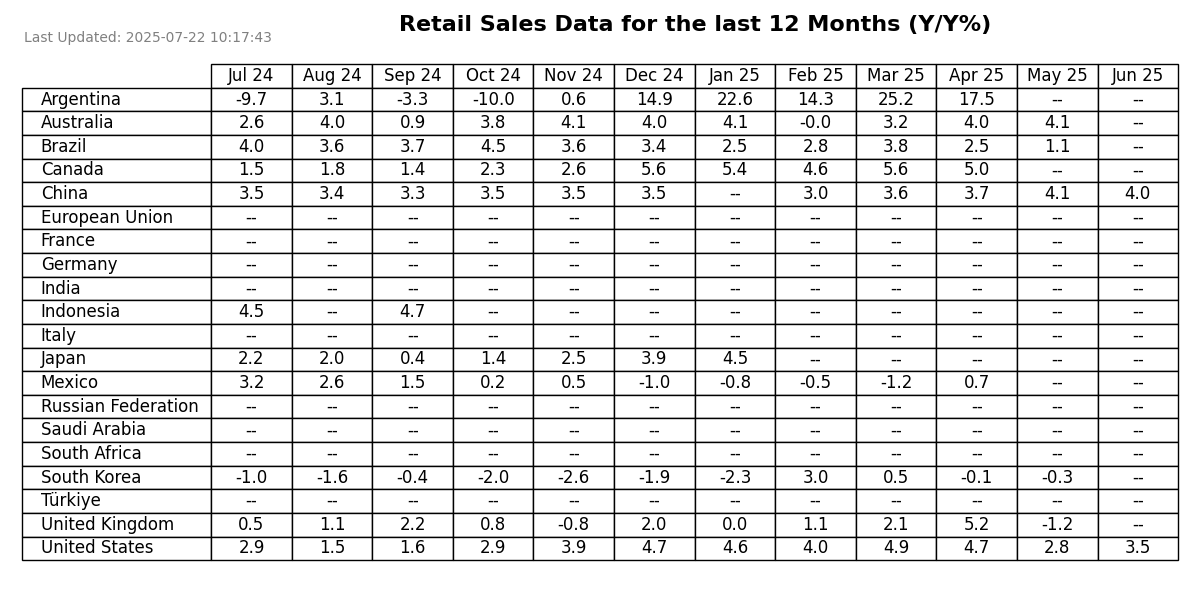 Retail Sales Data for the last 12 Months (Y/Y%)
Last Updated: 2025-07-22 10:17:43
Jul 24 Aug 24 Sep 24 Oct 24 Nov 24 Dec 24 Jan 25 Feb 25 Mar 25 Apr 25 May 25 Jun 25
Argentina -9.7 3.1 -3.3 -10.0 0.6 14.9 22.6 14.3 25.2 17.5 -- --
Australia 2.6 4.0 0.9 3.8 4.1 4.0 4.1 -0.0 3.2 4.0 4.1 --
Brazil 4.0 3.6 3.7 4.5 3.6 3.4 2.5 2.8 3.8 2.5 1.1 --
Canada 1.5 1.8 1.4 2.3 2.6 5.6 5.4 4.6 5.6 5.0 -- --
China 3.5 3.4 3.3 3.5 3.5 3.5 -- 3.0 3.6 3.7 4.1 4.0
European Union -- -- -- -- -- -- -- -- -- -- -- --
France -- -- -- -- -- -- -- -- -- -- -- --
Germany -- -- -- -- -- -- -- -- -- -- -- --
India -- -- -- -- -- -- -- -- -- -- -- --
Indonesia 4.5 -- 4.7 -- -- -- -- -- -- -- -- --
Italy -- -- -- -- -- -- -- -- -- -- -- --
Japan 2.2 2.0 0.4 1.4 2.5 3.9 4.5 -- -- -- -- --
Mexico 3.2 2.6 1.5 0.2 0.5 -1.0 -0.8 -0.5 -1.2 0.7 -- --
Russian Federation -- -- -- -- -- -- -- -- -- -- -- --
Saudi Arabia -- -- -- -- -- -- -- -- -- -- -- --
South Africa -- -- -- -- -- -- -- -- -- -- -- --
South Korea -1.0 -1.6 -0.4 -2.0 -2.6 -1.9 -2.3 3.0 0.5 -0.1 -0.3 --
Türkiye -- -- -- -- -- -- -- -- -- -- -- --
United Kingdom 0.5 1.1 2.2 0.8 -0.8 2.0 0.0 1.1 2.1 5.2 -1.2 --
United States 2.9 1.5 1.6 2.9 3.9 4.7 4.6 4.0 4.9 4.7 2.8 3.5